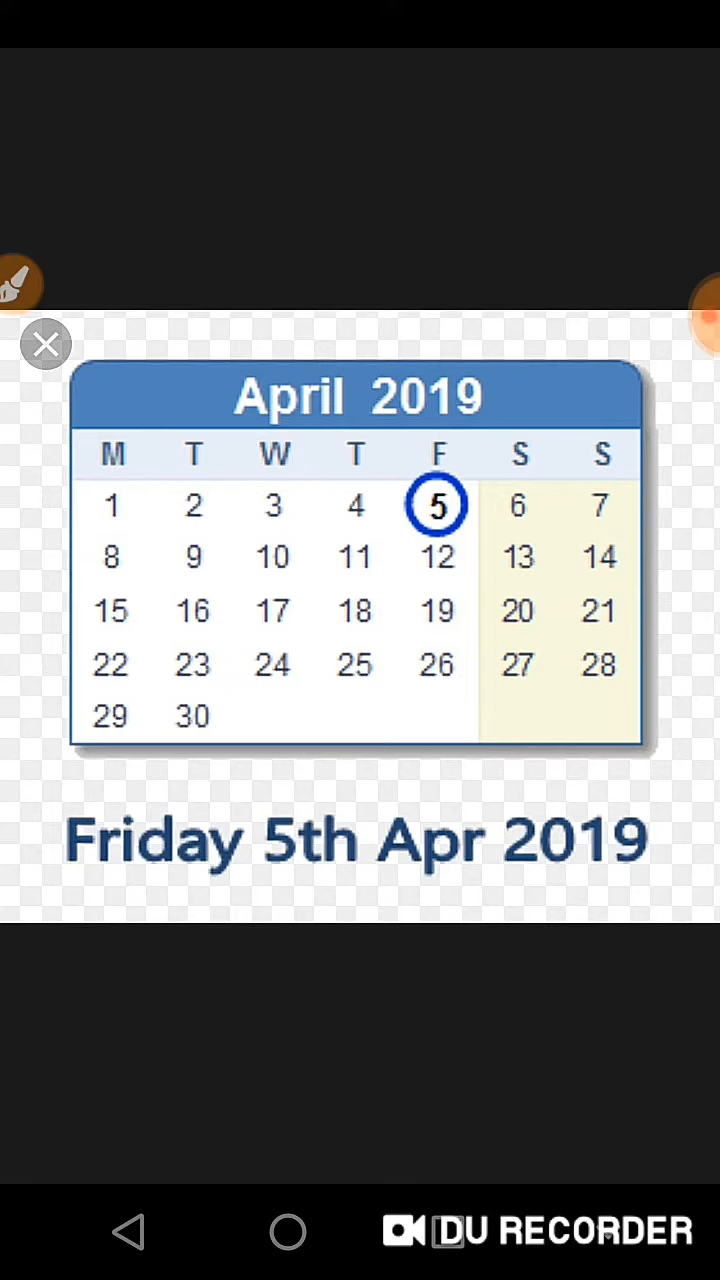 April 2019
M T W T F S S
1 2 3 4 5 6 7
8 9 10 11 12 13 14
15 16 17 18 19 20 21
22 23 24 25 26 27 28
29 30
Friday 5th Apr 2019
DU RECORDER